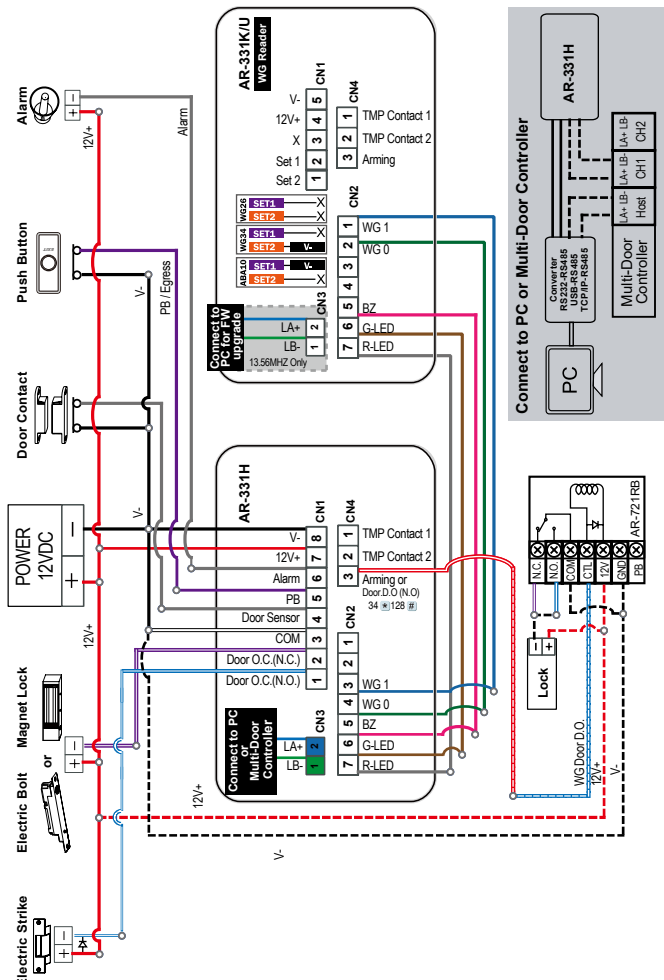 Alarm
Push Button
EXIT
Door Contact
POWER
12VDC
Magnet Lock
or
Electric Bolt
Electric Strike
+ −
12V+
Alarm
V-
PB / Egress
V-
12V+
12V+
V-
AR-331K/U
WG Reader
CN1
V- 5
12V+ 4
X 3
Set 1 2
Set 2 1
CN4
1 TMP Contact 1
2 TMP Contact 2
3 Arming
WG26 SET1 X
SET2 X
WG34 SET1 X
SET2 V-
ABA10 SET1 V-
SET2 X
CN2
1 WG 1
2 WG 0
3
4
5 BZ
6 G-LED
7 R-LED
Connect to
PC for FW
upgrade
CN3
LA+ 2
LB- 1
13.56MHZ Only
AR-331H
CN1
V- 8
12V+ 7
Alarm 6
PB 5
Door Sensor 4
COM 3
Door O.C.(N.C.) 2
Door O.C.(N.O.) 1
CN4
1 TMP Contact 1
2 TMP Contact 2
3 Arming or
Door.D.O (N.O)
34 * 128 #
CN2
1
2
3 WG 1
4 WG 0
5 BZ
6 G-LED
7 R-LED
Connect to PC
or
Multi-Door
Controller
CN3
LA+ 2
LB- 1
WG Door D.O.
12V+
V-
Lock
− +
N.C.
N.O.
COM
CTL
12V
GND
PB
AR-721RB
Connect to PC or Multi-Door Controller
AR-331H
PC
Converter
RS232-RS485
USB-RS485
TCP/IP-RS485
LA+ LB- LA+ LB- LA+ LB-
Host CH1 CH2
Multi-Door
Controller